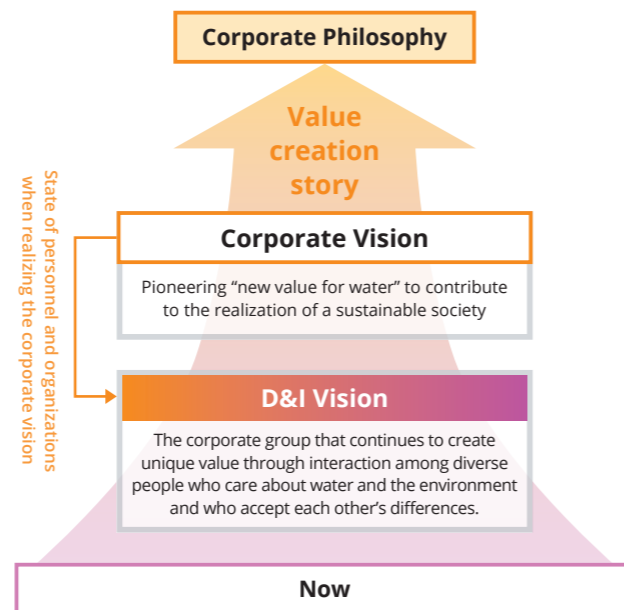 Corporate Philosophy
Value
creation
story
State of personnel and organizations
when realizing the corporate vision
Corporate Vision
Pioneering “new value for water” to contribute
to the realization of a sustainable society
D&I Vision
The corporate group that continues to create
unique value through interaction among diverse
people who care about water and the environment
and who accept each other’s differences.
Now